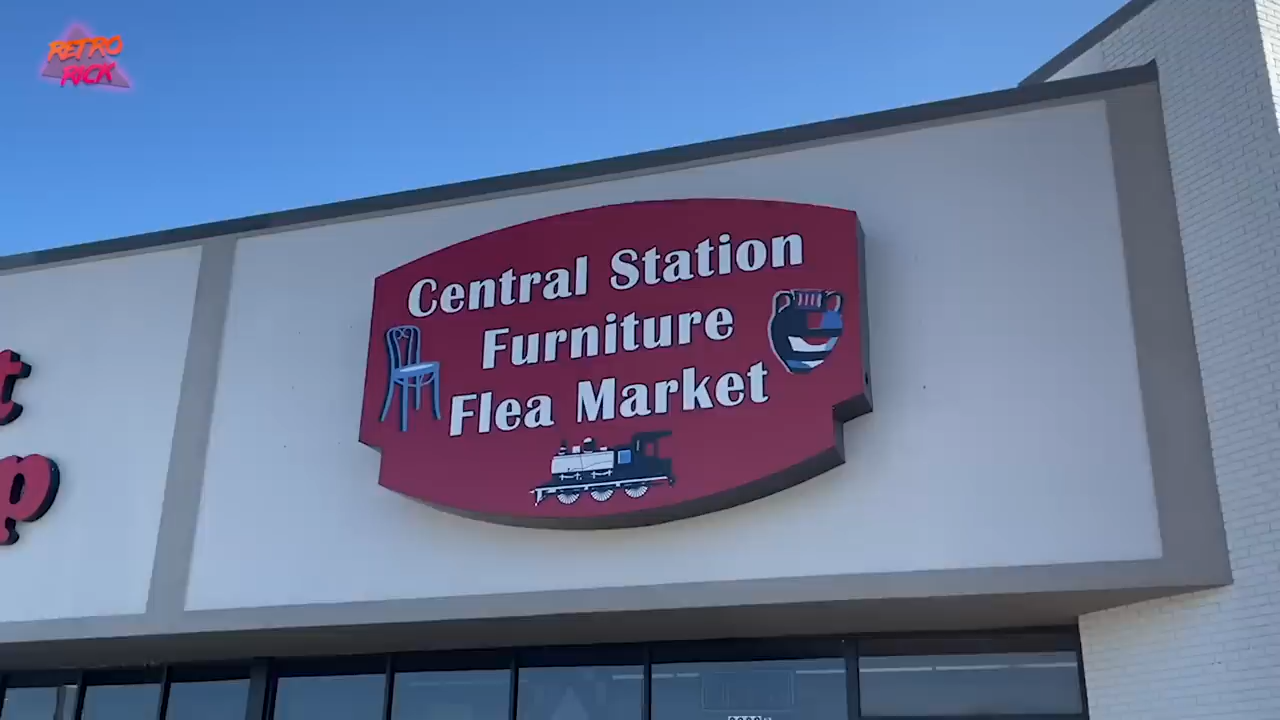 RETRO
RICK
Central Station
Furniture
Flea Market
t
p